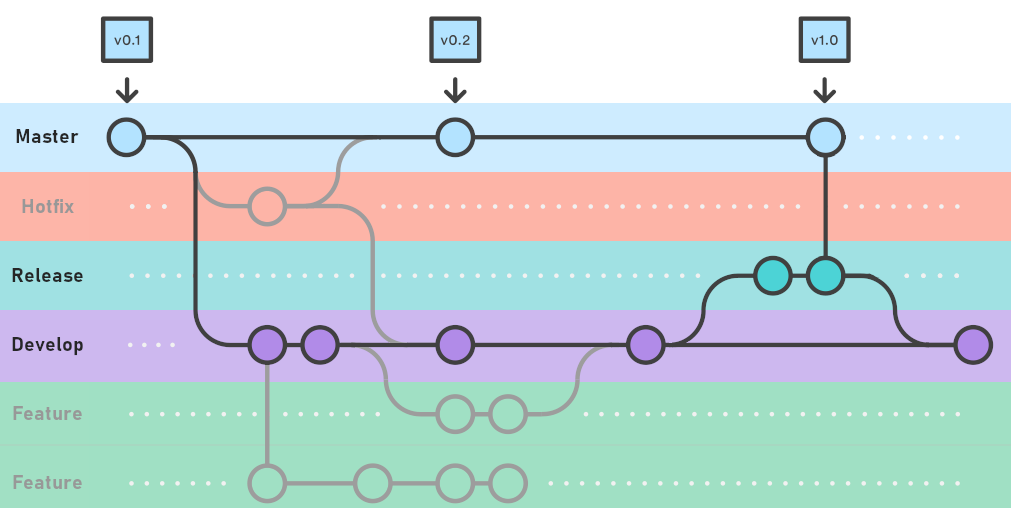 v0.1
v0.2
v1.0
Master
Hotfix
Release
Develop
Feature
Feature